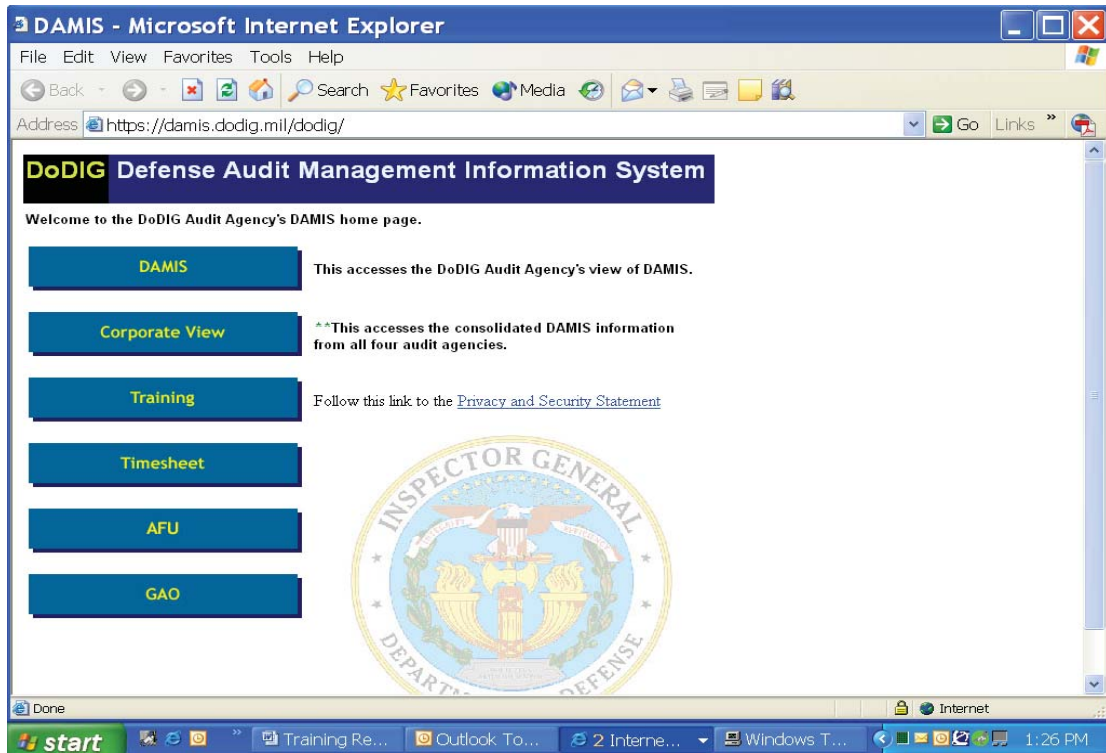 DAMIS - Microsoft Internet Explorer
File Edit View Favorites Tools Help
Back Search Favorites Media
Address https://damis.dodig.mil/dodig/ Go Links »
DoDIG Defense Audit Management Information System
Welcome to the DoDIG Audit Agency's DAMIS home page.
DAMIS This accesses the DoDIG Audit Agency's view of DAMIS.
Corporate View **This accesses the consolidated DAMIS information
from all four audit agencies.
Training Follow this link to the Privacy and Security Statement
Timesheet
AFU
GAO
INSPECTOR GENERAL
DEFENSE
Done Internet
start » Training Re... Outlook To... 2 Interne... Windows T... 1:26 PM